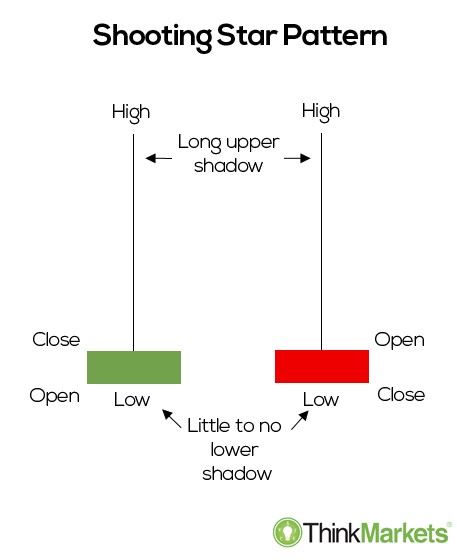 Shooting Star Pattern
High
High
Long upper
shadow
Close
Open
Open
Low
Low
Close
Little to no
lower
shadow
ThinkMarkets®